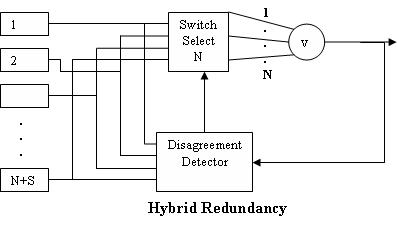 1
2
N+S
Switch
Select
N
1
N
V
Disagreement
Detector
Hybrid Redundancy